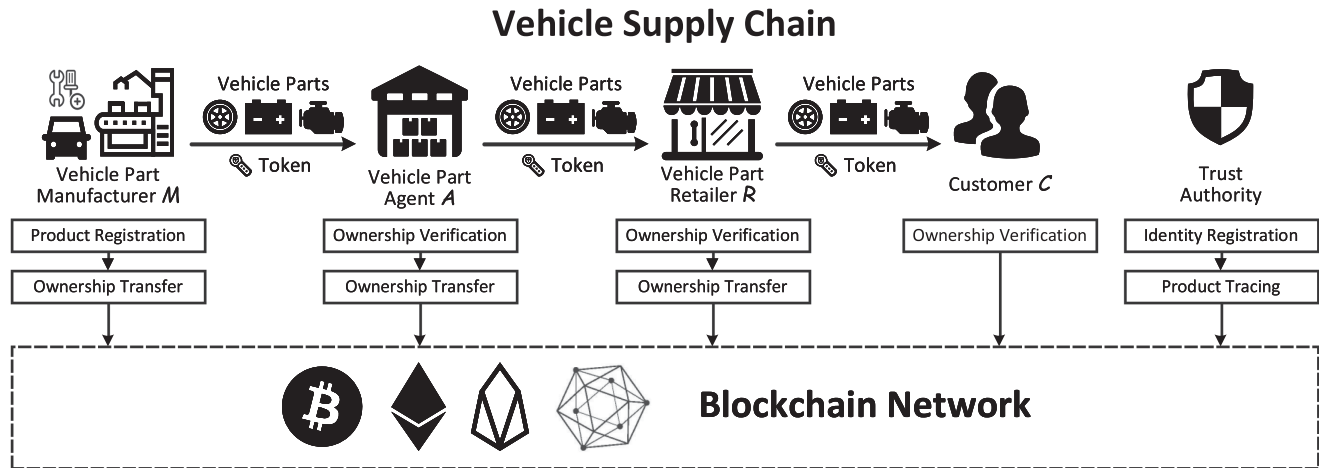 Vehicle Supply Chain
Vehicle Parts
Token
Vehicle Parts
Token
Vehicle Parts
Token
Vehicle Part
Manufacturer M
Vehicle Part
Agent A
Vehicle Part
Retailer R
Customer C
Trust
Authority
Product Registration
Ownership Transfer
Ownership Verification
Ownership Transfer
Ownership Verification
Ownership Transfer
Ownership Verification
Identity Registration
Product Tracing
Blockchain Network